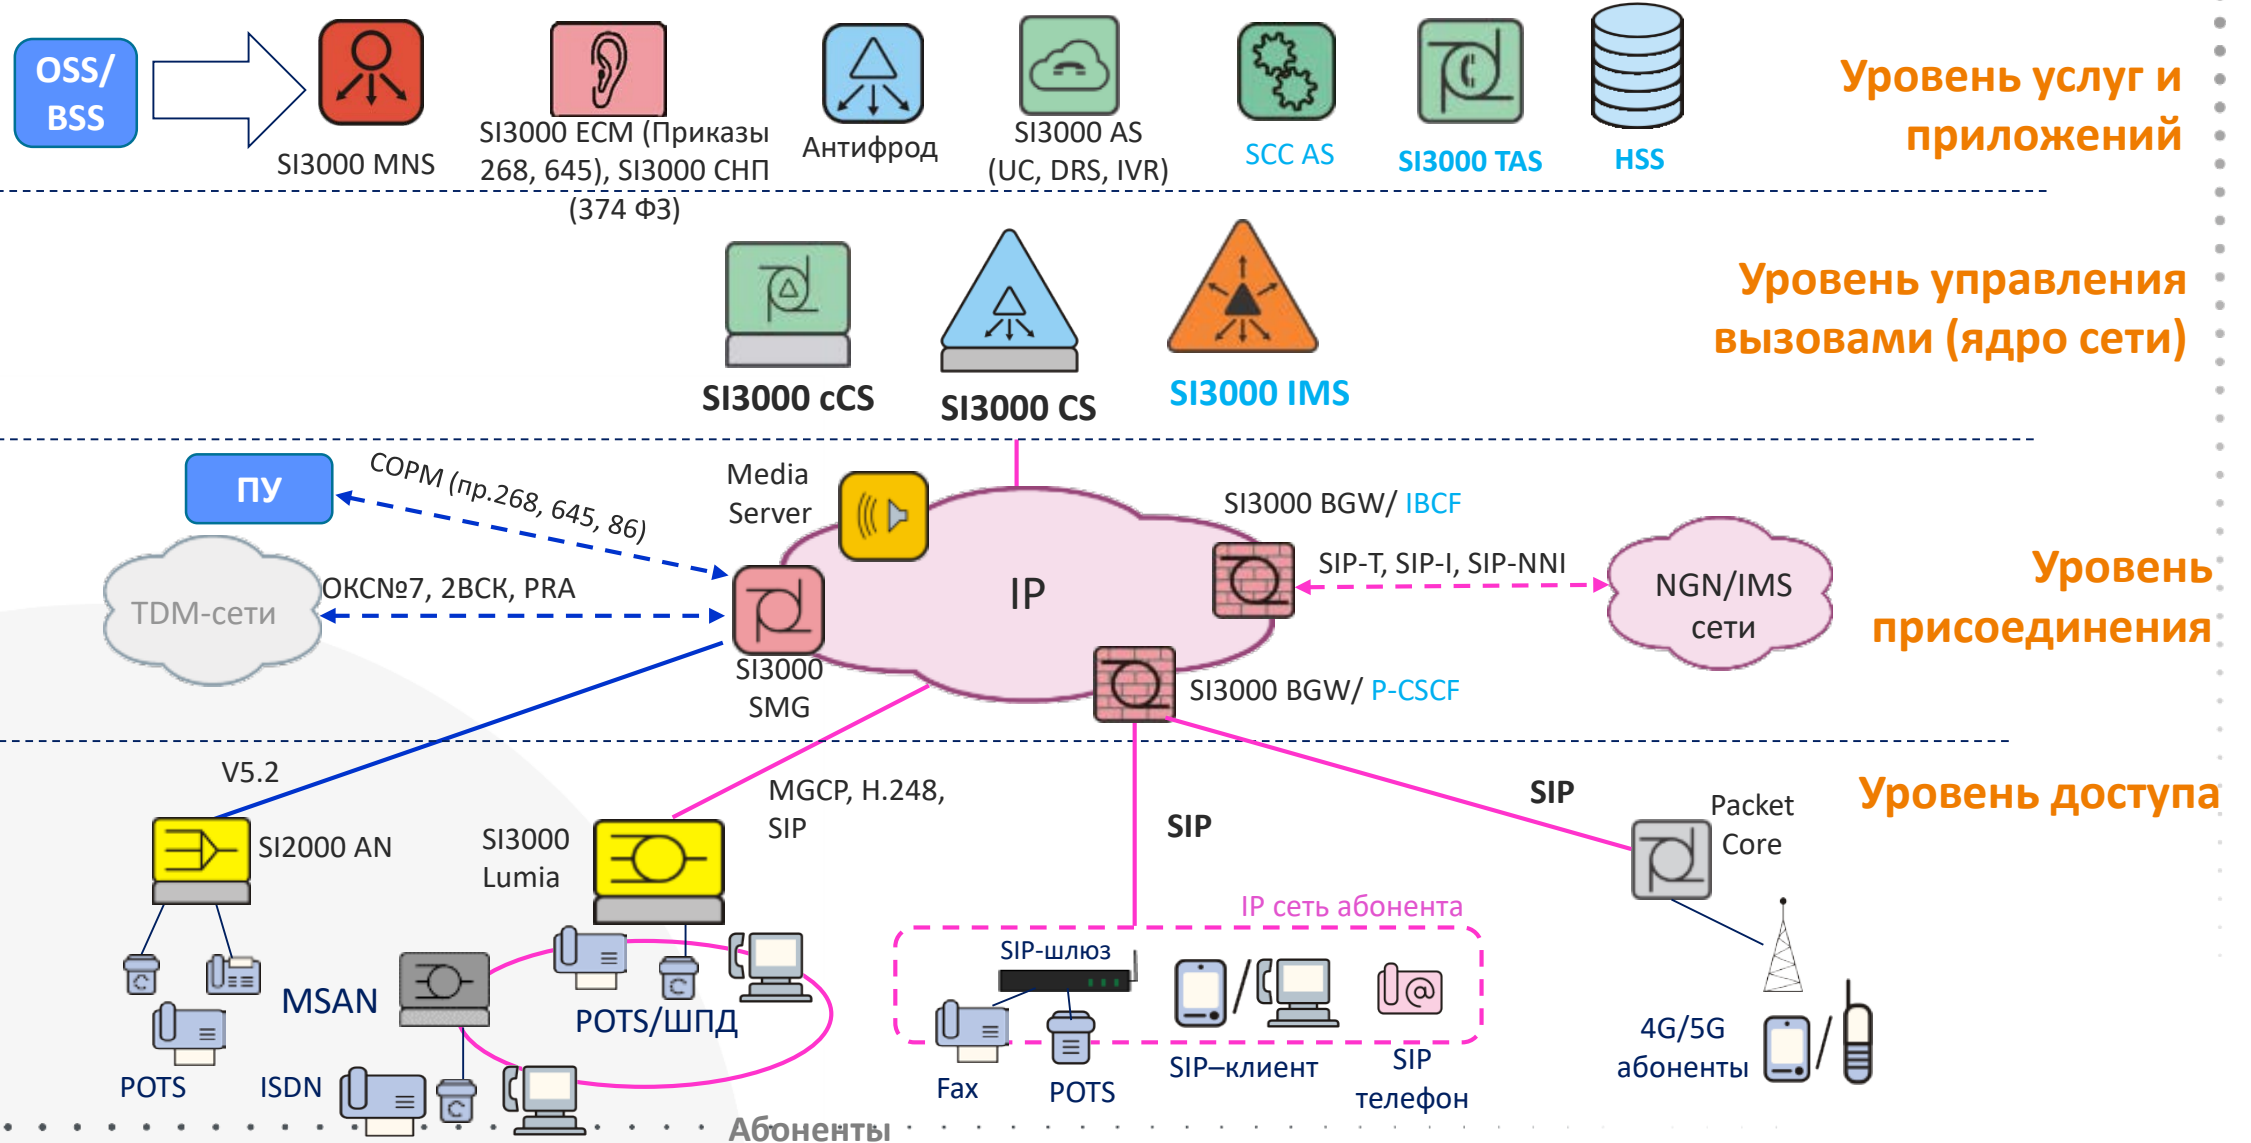 OSS/
BSS
SI3000 MNS
SI3000 ECM (Приказы
268, 645), SI3000 СНП
(374 ФЗ)
Антифрод
SI3000 AS
(UC, DRS, IVR)
SCC AS
SI3000 TAS
HSS
Уровень услуг и
приложений
SI3000 cCS
SI3000 CS
SI3000 IMS
Уровень управления
вызовами (ядро сети)
ПУ
СОРМ (пр.268, 645, 86)
Media
Server
SI3000 BGW/ IBCF
TDM-сети
ОКС№7, 2ВСК, PRA
IP
SIP-T, SIP-I, SIP-NNI
NGN/IMS
сети
Уровень
присоединения
SI3000
SMG
SI3000 BGW/ P-CSCF
V5.2
MGCP, H.248,
SIP
SIP
SIP
Packet
Core
Уровень доступа
SI2000 AN
SI3000
Lumia
IP сеть абонента
SIP-шлюз
MSAN
POTS/ШПД
POTS
ISDN
Fax
POTS
SIP–клиент
SIP
телефон
4G/5G
абоненты
Абоненты